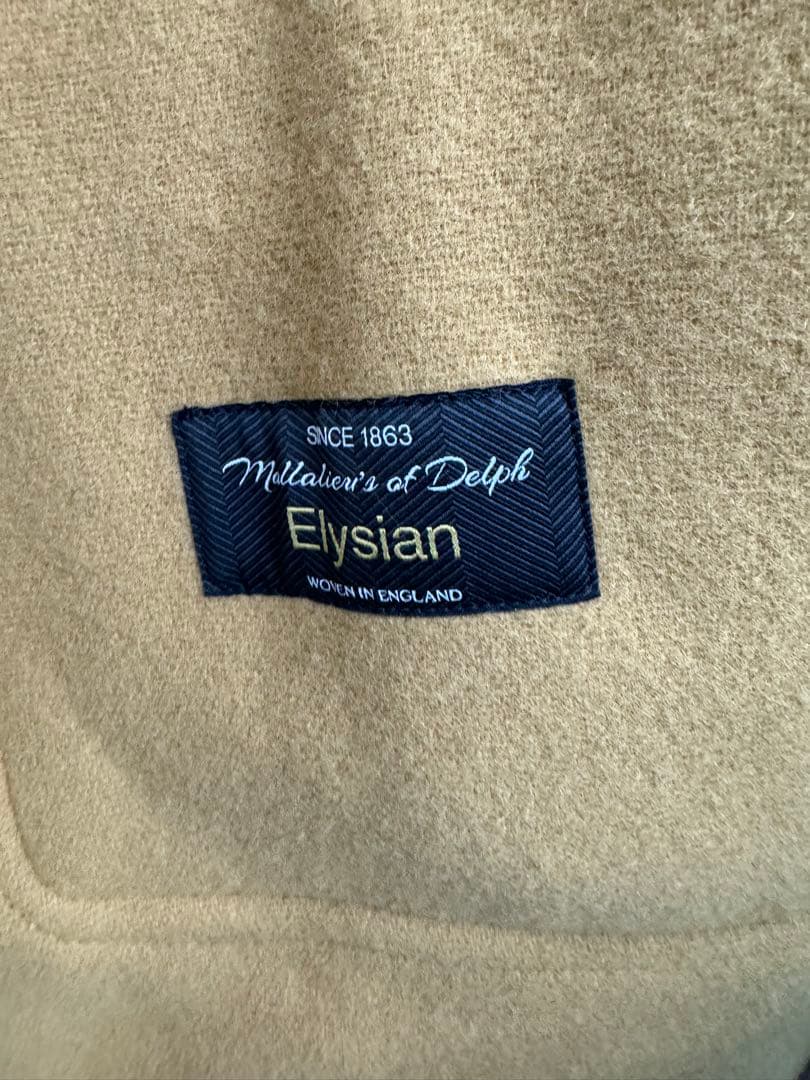 SINCE 1863
Mallalieu's of Delph
Elysian
WOVEN IN ENGLAND